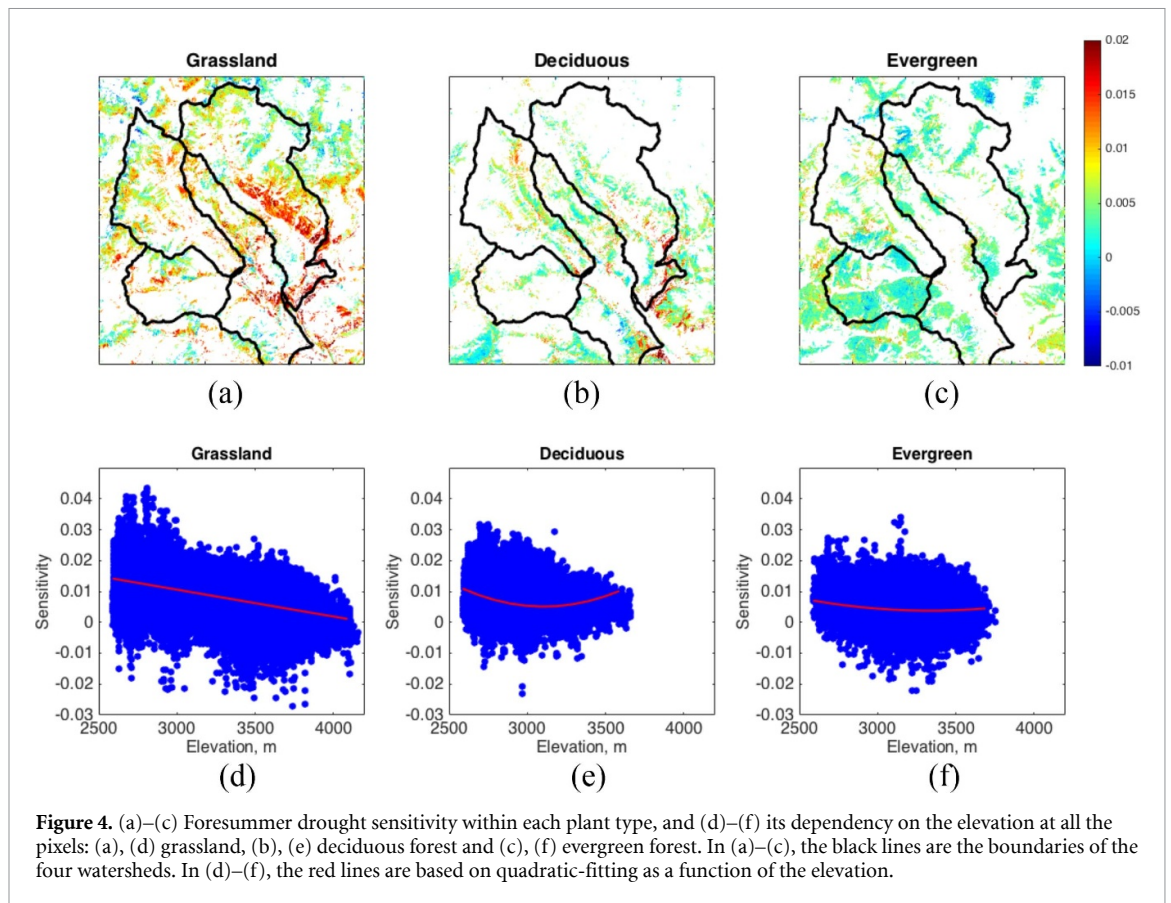 Grassland
Deciduous
Evergreen
0.02
0.015
0.01
0.005
0
-0.005
-0.01
(a)
(b)
(c)
Grassland
0.04
0.03
0.02
0.01
0
-0.01
-0.02
-0.03
Sensitivity
2500 3000 3500 4000
Elevation, m
(d)
Deciduous
0.04
0.03
0.02
0.01
0
-0.01
-0.02
-0.03
Sensitivity
2500 3000 3500 4000
Elevation, m
(e)
Evergreen
0.04
0.03
0.02
0.01
0
-0.01
-0.02
-0.03
Sensitivity
2500 3000 3500 4000
Elevation, m
(f)
Figure 4. (a)–(c) Foresummer drought sensitivity within each plant type, and (d)–(f) its dependency on the elevation at all the
pixels: (a), (d) grassland, (b), (e) deciduous forest and (c), (f) evergreen forest. In (a)–(c), the black lines are the boundaries of the
four watersheds. In (d)–(f), the red lines are based on quadratic-fitting as a function of the elevation.